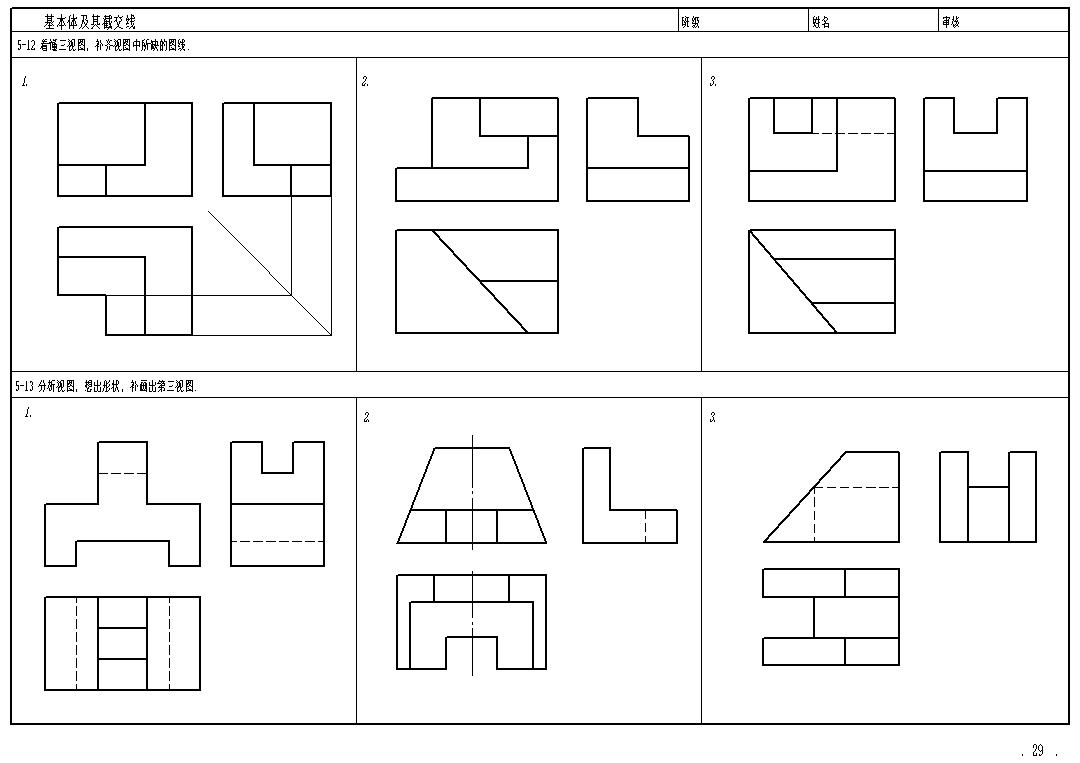 基本体及其截交线
班级 姓名 审核
5-12 看懂三视图, 补齐视图中所缺的图线.
1. 2. 3.
5-13 分析视图, 想出形状, 补画出第三视图.
1. 2. 3.
. 29 .